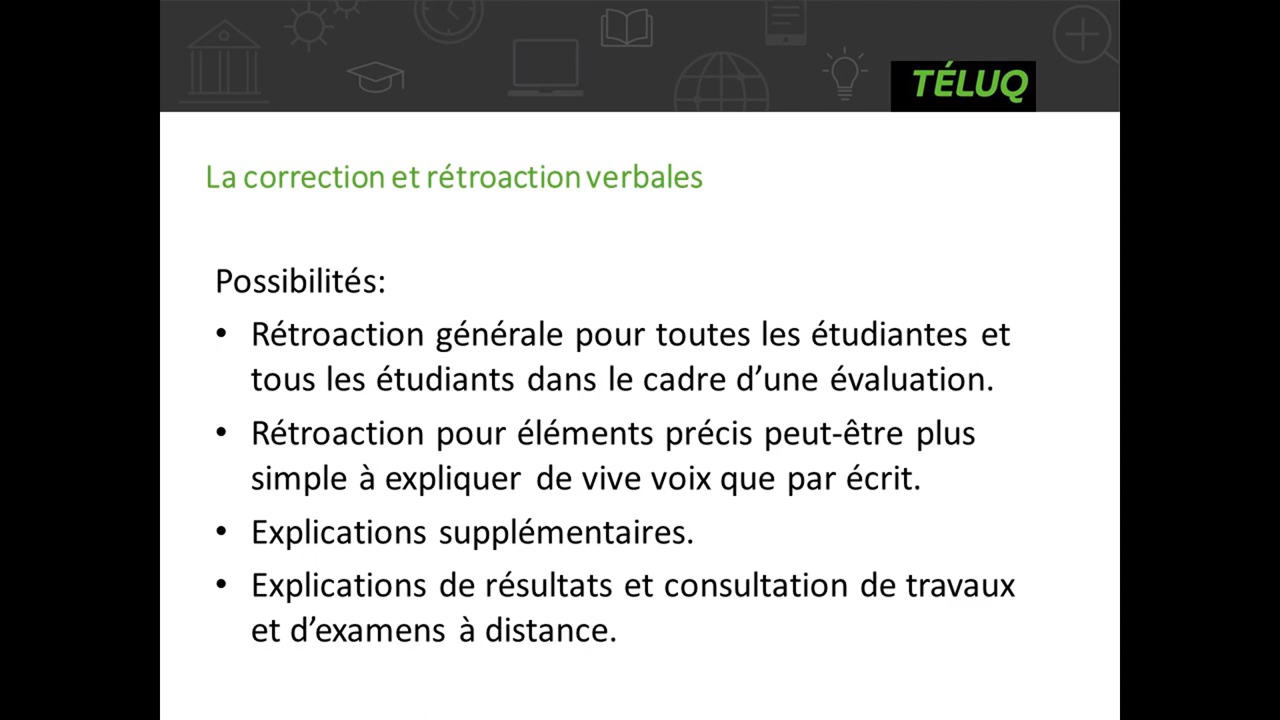 TÉLUQ
La correction et rétroaction verbales
Possibilités:
• Rétroaction générale pour toutes les étudiantes et
tous les étudiants dans le cadre d’une évaluation.
• Rétroaction pour éléments précis peut-être plus
simple à expliquer de vive voix que par écrit.
• Explications supplémentaires.
• Explications de résultats et consultation de travaux
et d’examens à distance.